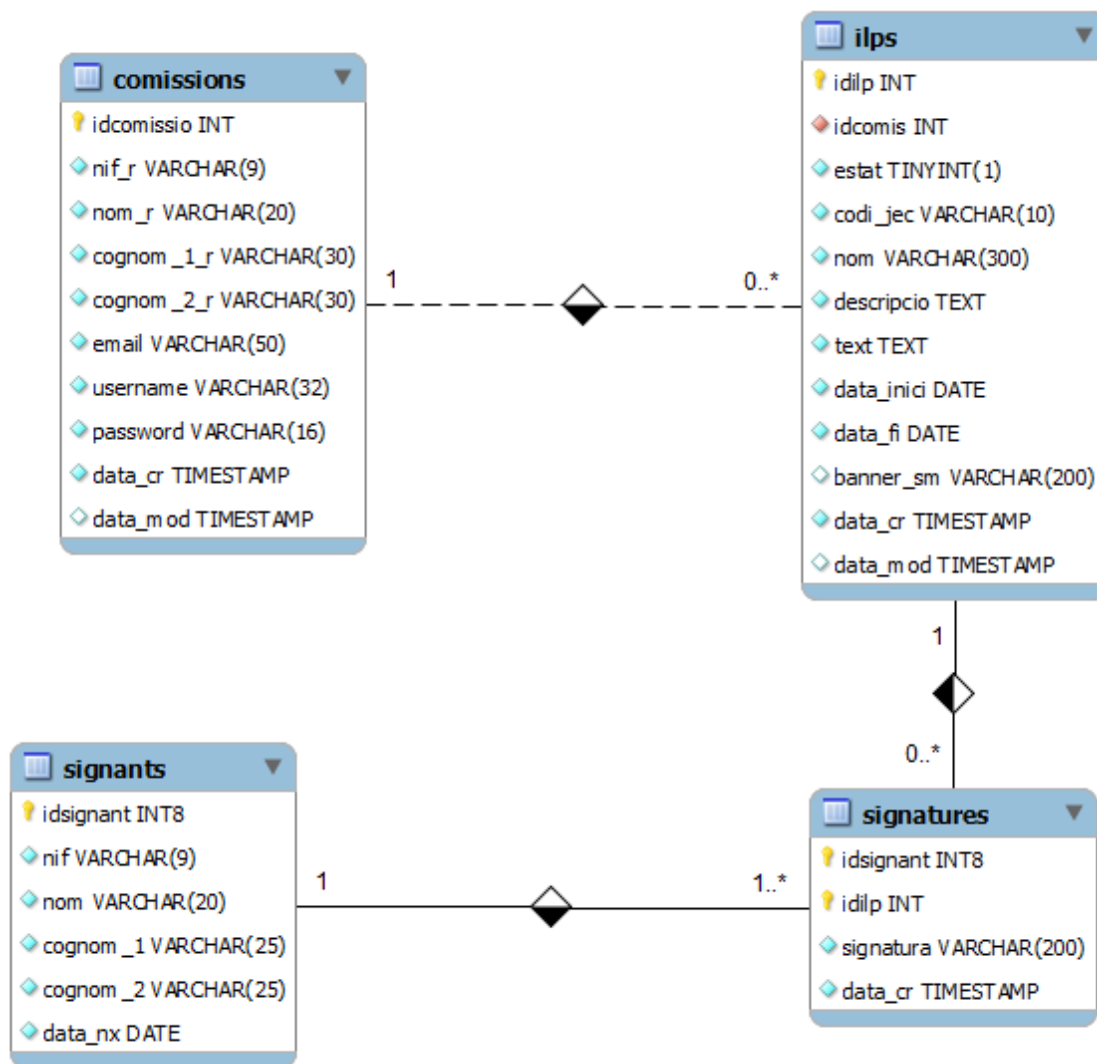 comissions
idcomissio INT
nif_r VARCHAR(9)
nom_r VARCHAR(20)
cognom_1_r VARCHAR(30)
cognom_2_r VARCHAR(30)
email VARCHAR(50)
username VARCHAR(32)
password VARCHAR(16)
data_cr TIMESTAMP
data_mod TIMESTAMP
1
0..*
ilps
idilp INT
idcomis INT
estat TINYINT(1)
codi_jec VARCHAR(10)
nom VARCHAR(300)
descripcio TEXT
text TEXT
data_inici DATE
data_fi DATE
banner_sm VARCHAR(200)
data_cr TIMESTAMP
data_mod TIMESTAMP
1
0..*
signants
idsignant INT8
nif VARCHAR(9)
nom VARCHAR(20)
cognom_1 VARCHAR(25)
cognom_2 VARCHAR(25)
data_nx DATE
1
1..*
signatures
idsignant INT8
idilp INT
signatura VARCHAR(200)
data_cr TIMESTAMP